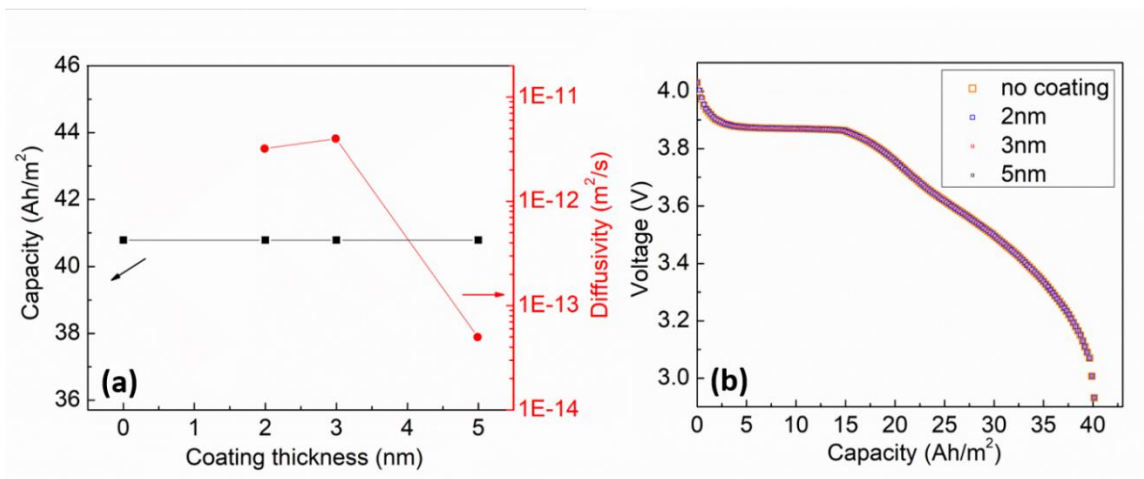 46
44
42
40
38
36
Capacity (Ah/m²)
0
1
2
3
4
5
Coating thickness (nm)
1E-11
1E-12
1E-13
1E-14
Diffusivity (m²/s)
(a)
4.0
3.8
3.6
3.4
3.2
3.0
Voltage (V)
0
5
10
15
20
25
30
35
40
Capacity (Ah/m²)
no coating
2nm
3nm
5nm
(b)